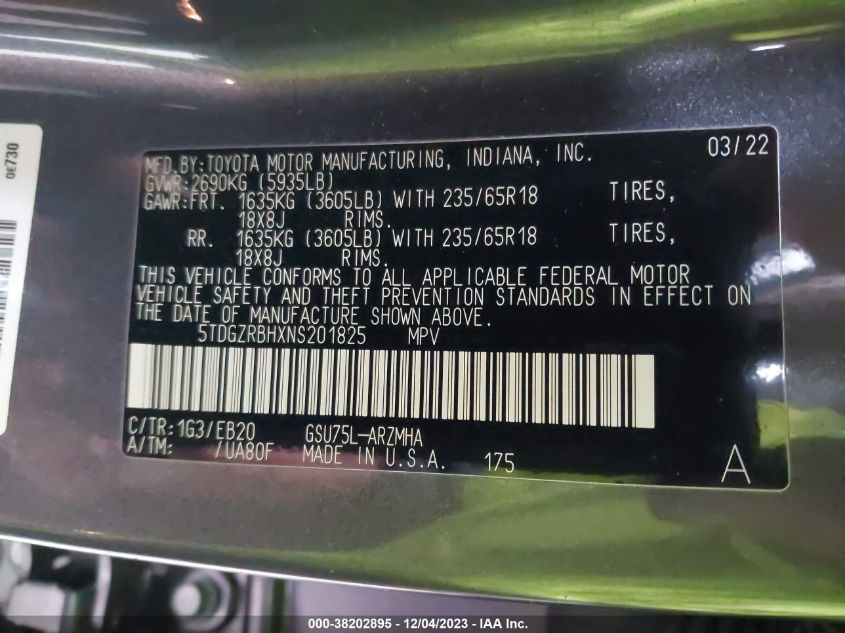 0E730
MFD.BY:TOYOTA MOTOR MANUFACTURING, INDIANA, INC. 03/22
GVWR:2690KG (5935LB)
GAWR:FRT. 1635KG (3605LB) WITH 235/65R18 TIRES,
18X8J RIMS.
RR. 1635KG (3605LB) WITH 235/65R18 TIRES,
18X8J RIMS.
THIS VEHICLE CONFORMS TO ALL APPLICABLE FEDERAL MOTOR
VEHICLE SAFETY AND THEFT PREVENTION STANDARDS IN EFFECT ON
THE DATE OF MANUFACTURE SHOWN ABOVE.
5TDGZRBHXNS201825 MPV
C/TR:1G3/EB20 GSU75L-ARZMHA
A/TM: /UA80F MADE IN U.S.A. 175 A
000-38202895 - 12/04/2023 - IAA Inc.